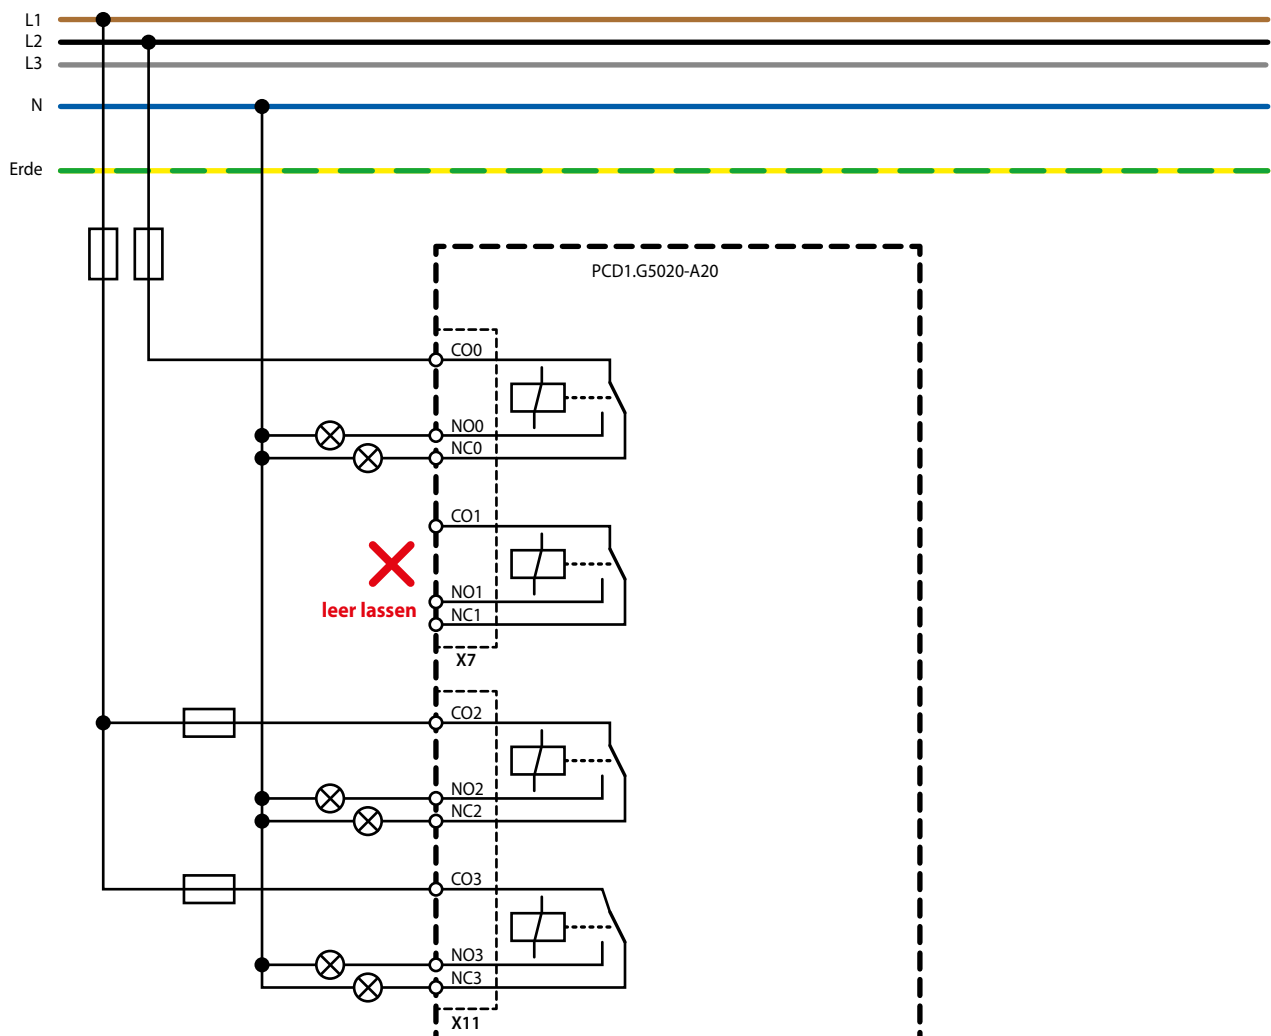 L1
L2
L3
N
Erde
PCD1.G5020-A20
CO0
NO0
NC0
CO1
NO1
leer lassen
NC1
X7
CO2
NO2
NC2
CO3
NO3
NC3
X11